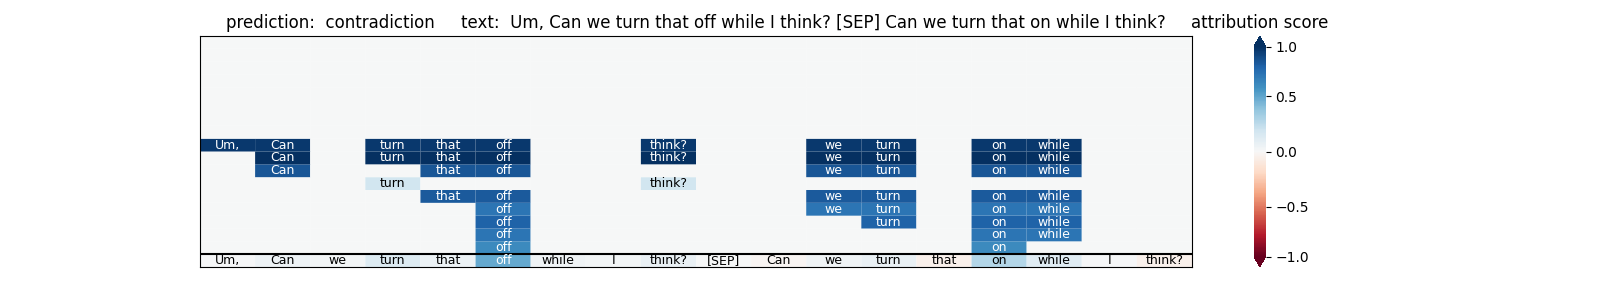 prediction:  contradiction     text:  Um, Can we turn that off while I think? [SEP] Can we turn that on while I think?     attribution score
Um, Can turn that off think? we turn on while 1.0
Can turn that off think? we turn on while
Can that off we turn on while
turn think?
that off we turn on while
off we turn on while
off turn on while
off on while
off on
Um, Can we turn that off while I think? [SEP] Can we turn that on while I think?
0.5
0.0
−0.5
−1.0